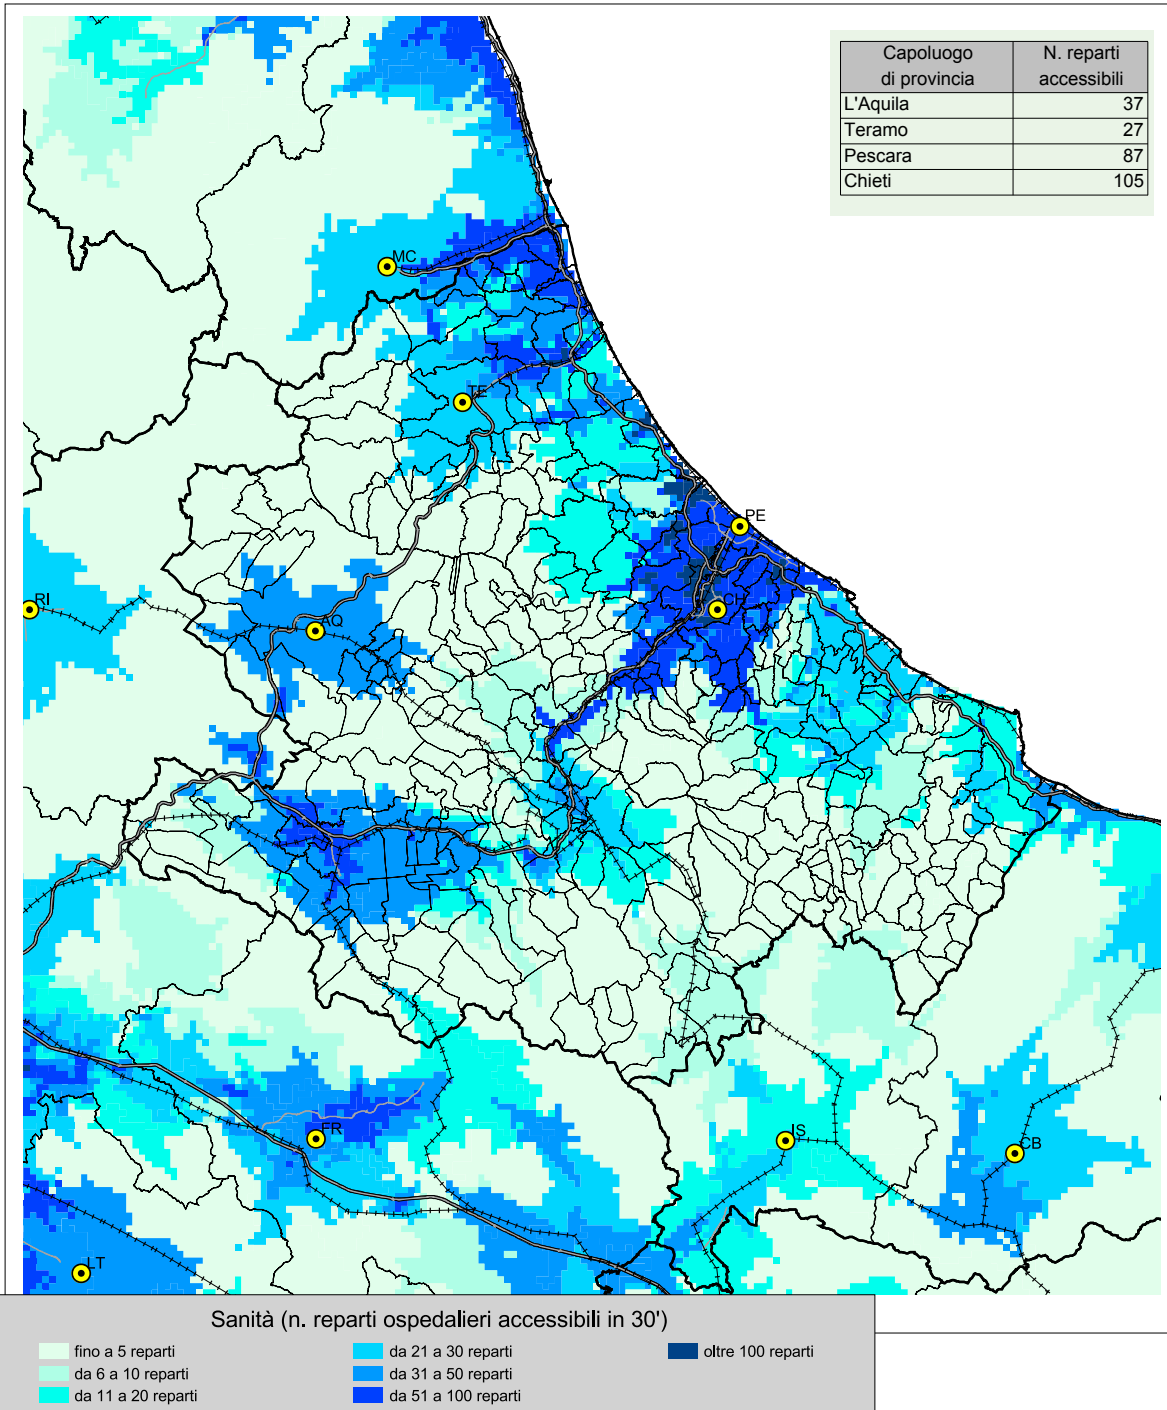 Capoluogo di provincia N. reparti accessibili
L'Aquila 37
Teramo 27
Pescara 87
Chieti 105
MC
TE
PE
CH
RI
AQ
FR
IS
CB
LT
Sanità (n. reparti ospedalieri accessibili in 30')
fino a 5 reparti
da 6 a 10 reparti
da 11 a 20 reparti
da 21 a 30 reparti
da 31 a 50 reparti
da 51 a 100 reparti
oltre 100 reparti